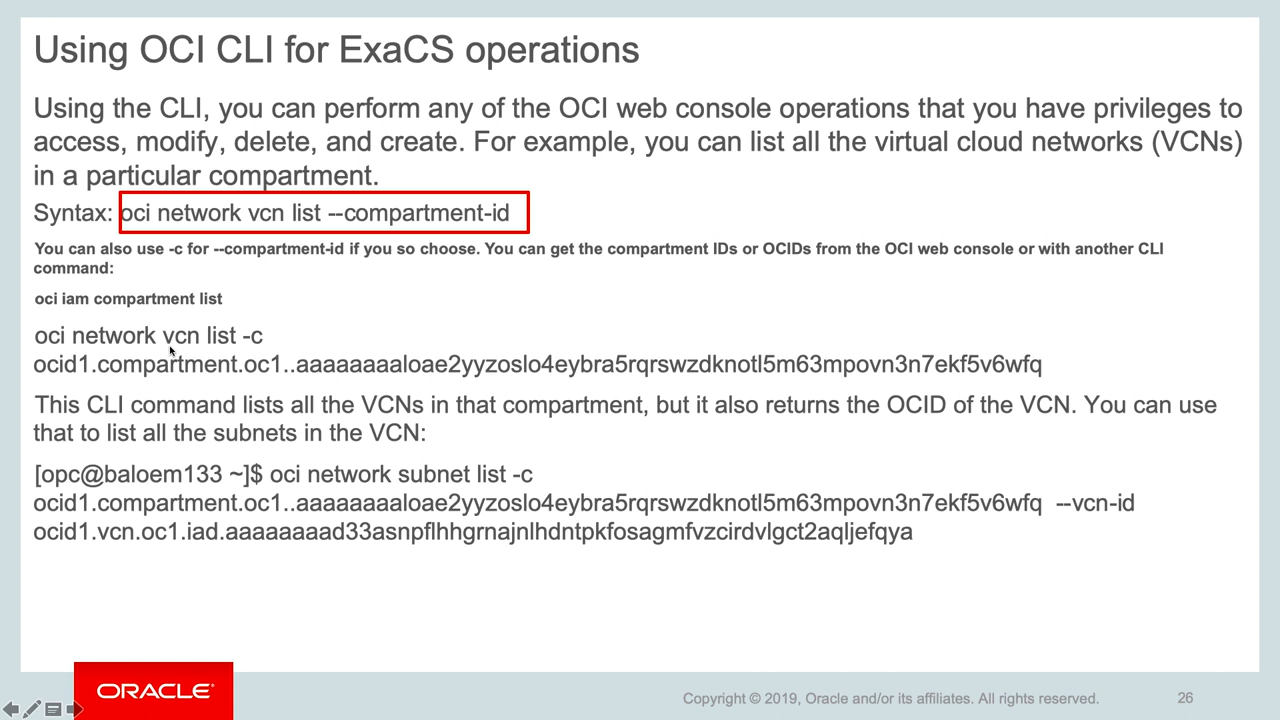 Using OCI CLI for ExaCS operations
Using the CLI, you can perform any of the OCI web console operations that you have privileges to
access, modify, delete, and create. For example, you can list all the virtual cloud networks (VCNs)
in a particular compartment.
Syntax: oci network vcn list --compartment-id
You can also use -c for --compartment-id if you so choose. You can get the compartment IDs or OCIDs from the OCI web console or with another CLI
command:
oci iam compartment list
oci network vcn list -c
ocid1.compartment.oc1..aaaaaaaaloae2yyzoslo4eybra5rqrswzdknotl5m63mpovn3n7ekf5v6wfq
This CLI command lists all the VCNs in that compartment, but it also returns the OCID of the VCN. You can use
that to list all the subnets in the VCN:
[opc@baloem133 ~]$ oci network subnet list -c
ocid1.compartment.oc1..aaaaaaaaloae2yyzoslo4eybra5rqrswzdknotl5m63mpovn3n7ekf5v6wfq --vcn-id
ocid1.vcn.oc1.iad.aaaaaaaad33asnpflhhgrnajnlhdntpkfosagmfvzcirdvlgct2aqljefqya
ORACLE®
Copyright © 2019, Oracle and/or its affiliates. All rights reserved.
26